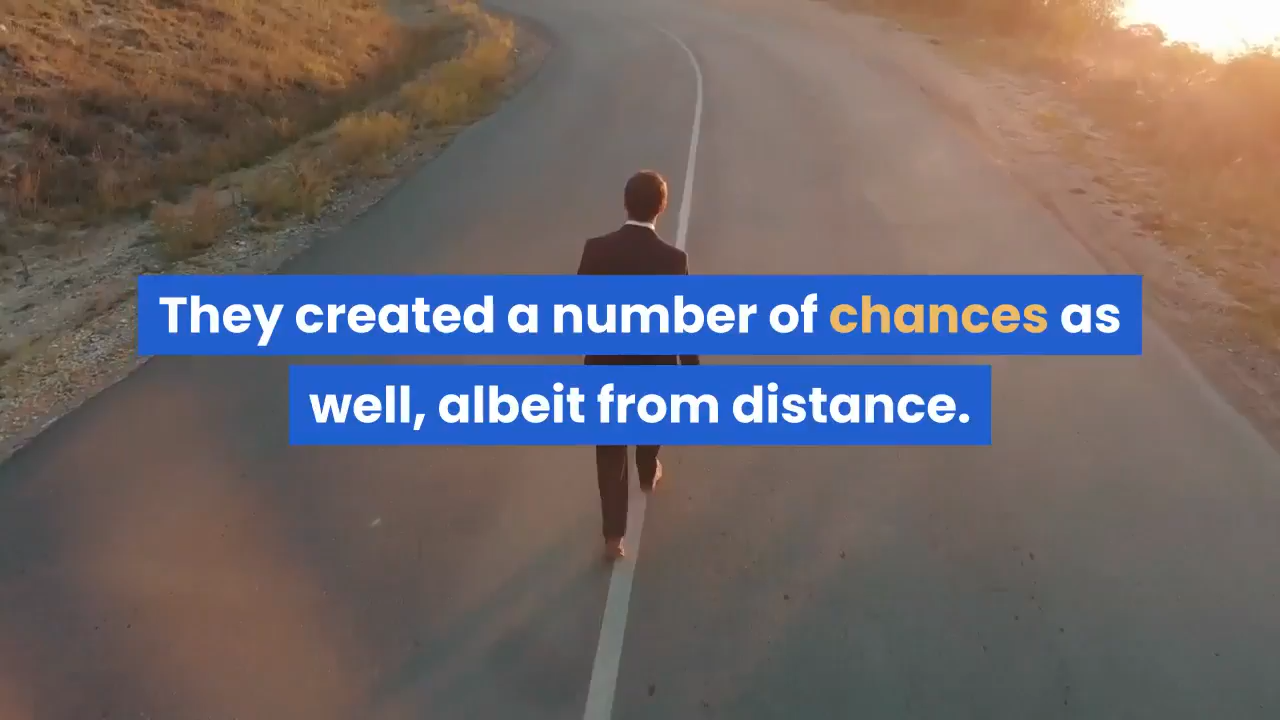 They created a number of chances as
well, albeit from distance.